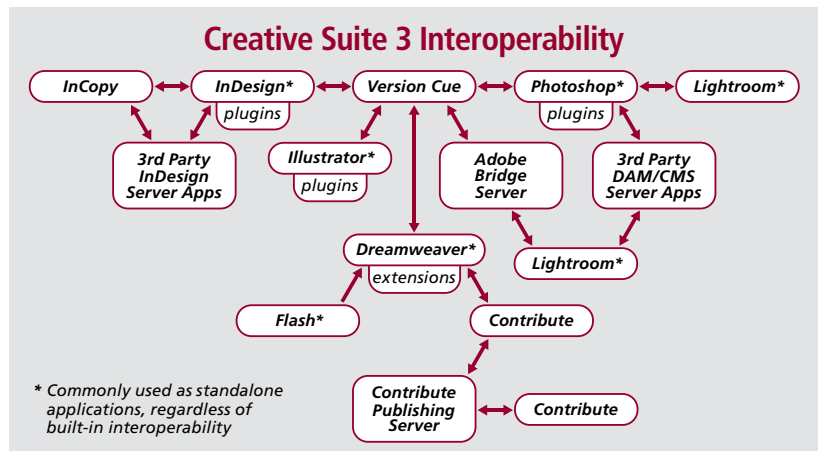 Creative Suite 3 Interoperability
InCopy
InDesign*
Version Cue
Photoshop*
Lightroom*
plugins
plugins
3rd Party
InDesign
Server Apps
Illustrator*
plugins
Adobe
Bridge
Server
3rd Party
DAM/CMS
Server Apps
Dreamweaver*
extensions
Lightroom*
Flash*
Contribute
* Commonly used as standalone
applications, regardless of
built-in interoperability
Contribute
Publishing
Server
Contribute